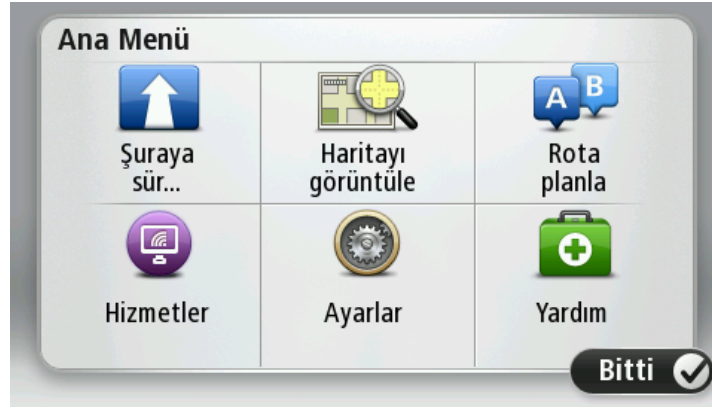 Ana Menü
Şuraya
sür...
Haritayı
görüntüle
Rota
planla
A
B
Hizmetler
Ayarlar
Yardım
Bitti